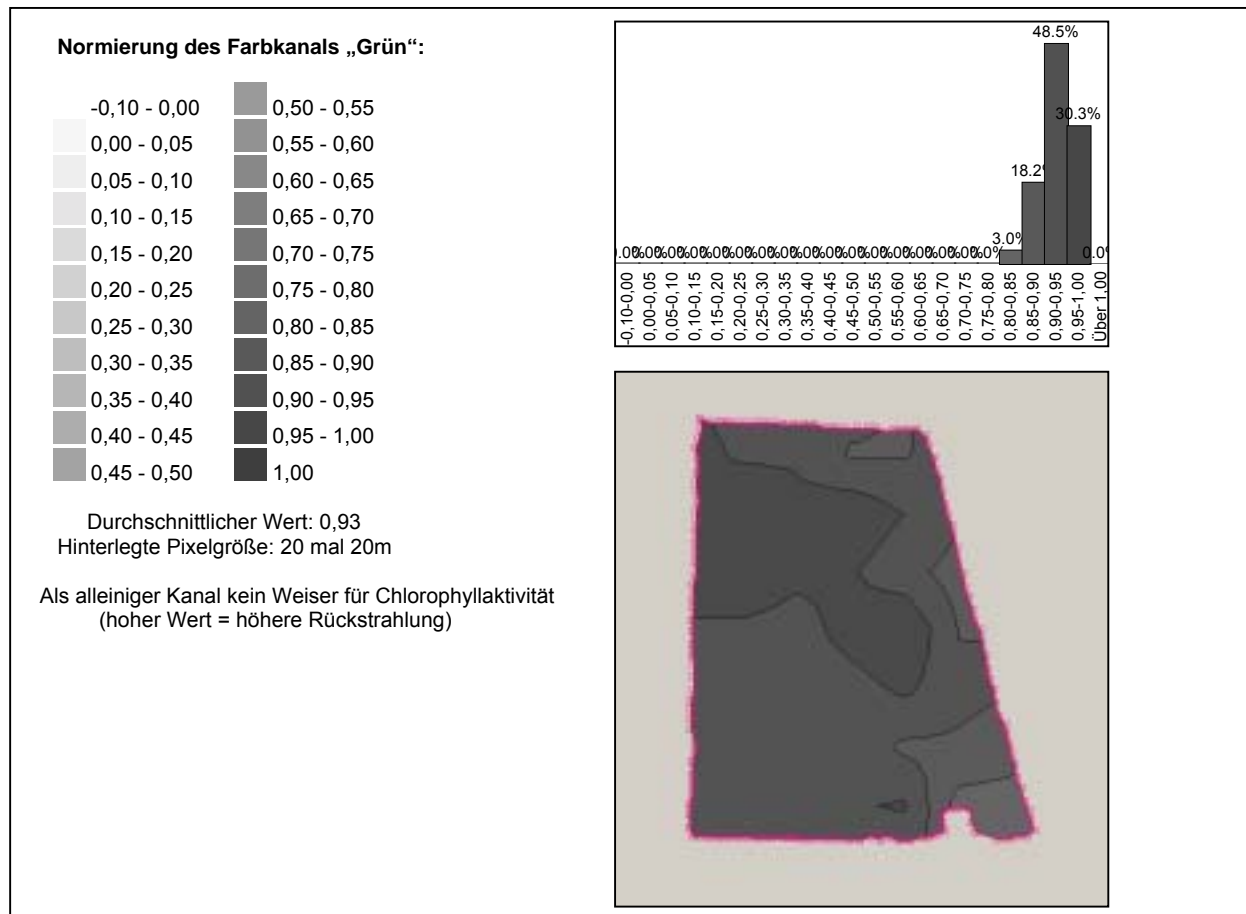 Normierung des Farbkanals „Grün“:
-0,10 - 0,00
0,00 - 0,05
0,05 - 0,10
0,10 - 0,15
0,15 - 0,20
0,20 - 0,25
0,25 - 0,30
0,30 - 0,35
0,35 - 0,40
0,40 - 0,45
0,45 - 0,50
0,50 - 0,55
0,55 - 0,60
0,60 - 0,65
0,65 - 0,70
0,70 - 0,75
0,75 - 0,80
0,80 - 0,85
0,85 - 0,90
0,90 - 0,95
0,95 - 1,00
1,00
Durchschnittlicher Wert: 0,93
Hinterlegte Pixelgröße: 20 mal 20m
Als alleiniger Kanal kein Weiser für Chlorophyllaktivität
(hoher Wert = höhere Rückstrahlung)
3.0%
18.2%
48.5%
30.3%
-0,10-0,00
0,00-0,05
0,05-0,10
0,10-0,15
0,15-0,20
0,20-0,25
0,25-0,30
0,30-0,35
0,35-0,40
0,40-0,45
0,45-0,50
0,50-0,55
0,55-0,60
0,60-0,65
0,65-0,70
0,70-0,75
0,75-0,80
0,80-0,85
0,85-0,90
0,90-0,95
0,95-1,00
Über 1,00